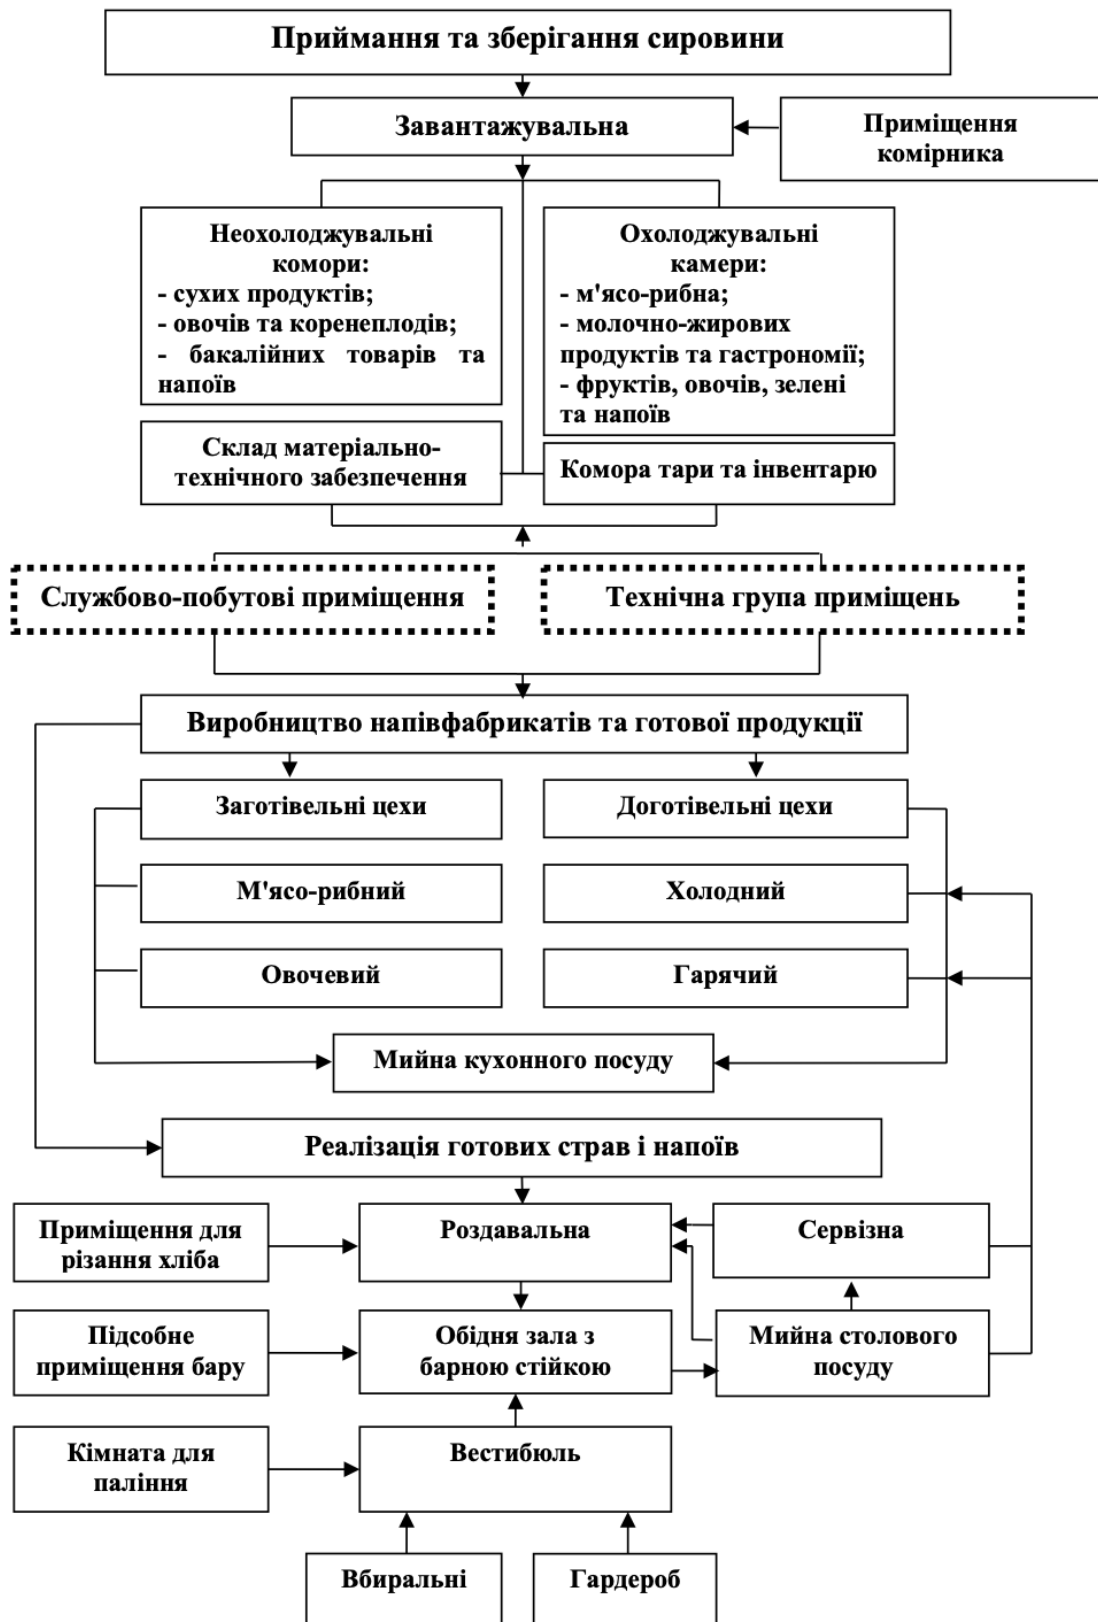 Приймання та зберігання сировини
Завантажувальна
Приміщення
комірника
Неохолоджувальні
комори:
- сухих продуктів;
- овочів та коренеплодів;
- бакалійних товарів та
напоїв
Охолоджувальні
камери:
- м'ясо-рибна;
- молочно-жирових
продуктів та гастрономії;
- фруктів, овочів, зелені
та напоїв
Склад матеріально-
технічного забезпечення
Комора тари та інвентарю
Службово-побутові приміщення
Технічна група приміщень
Виробництво напівфабрикатів та готової продукції
Заготівельні цехи
Доготівельні цехи
М'ясо-рибний
Холодний
Овочевий
Гарячий
Мийна кухонного посуду
Реалізація готових страв і напоїв
Приміщення для
різання хліба
Роздавальна
Сервізна
Підсобне
приміщення бару
Обідня зала з
барною стійкою
Мийна столового
посуду
Кімната для
паління
Вестибюль
Вбиральні
Гардероб